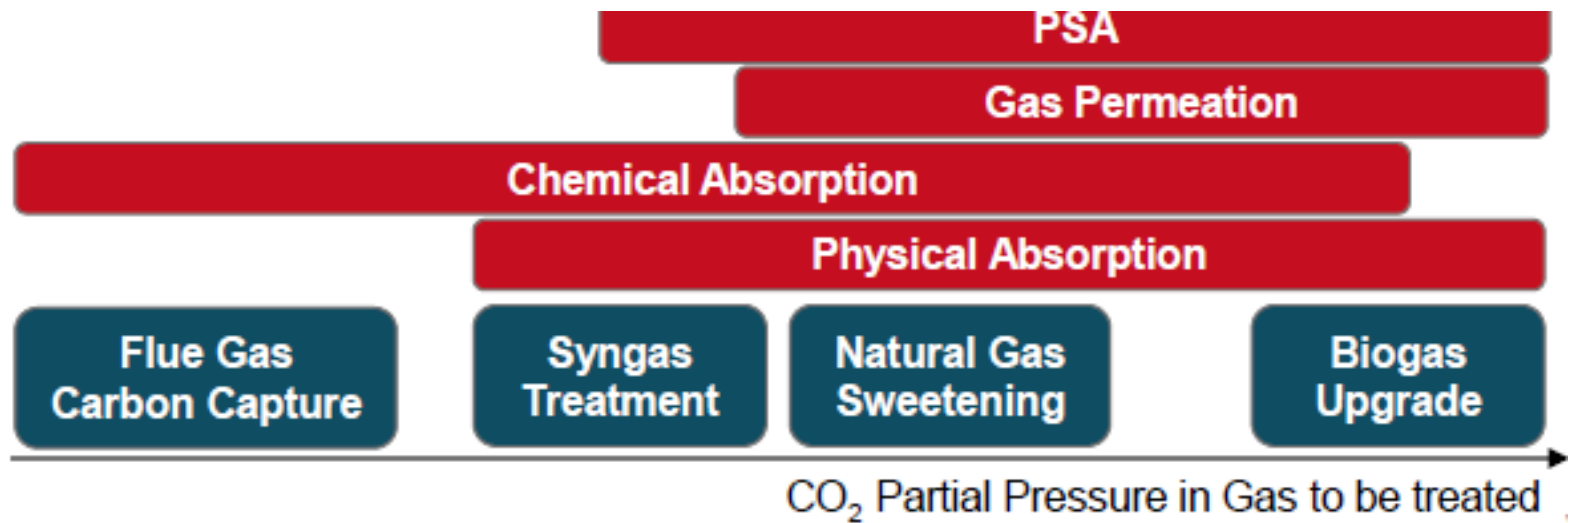 PSA
Gas Permeation
Chemical Absorption
Physical Absorption
Flue Gas
Carbon Capture
Syngas
Treatment
Natural Gas
Sweetening
Biogas
Upgrade
CO₂ Partial Pressure in Gas to be treated